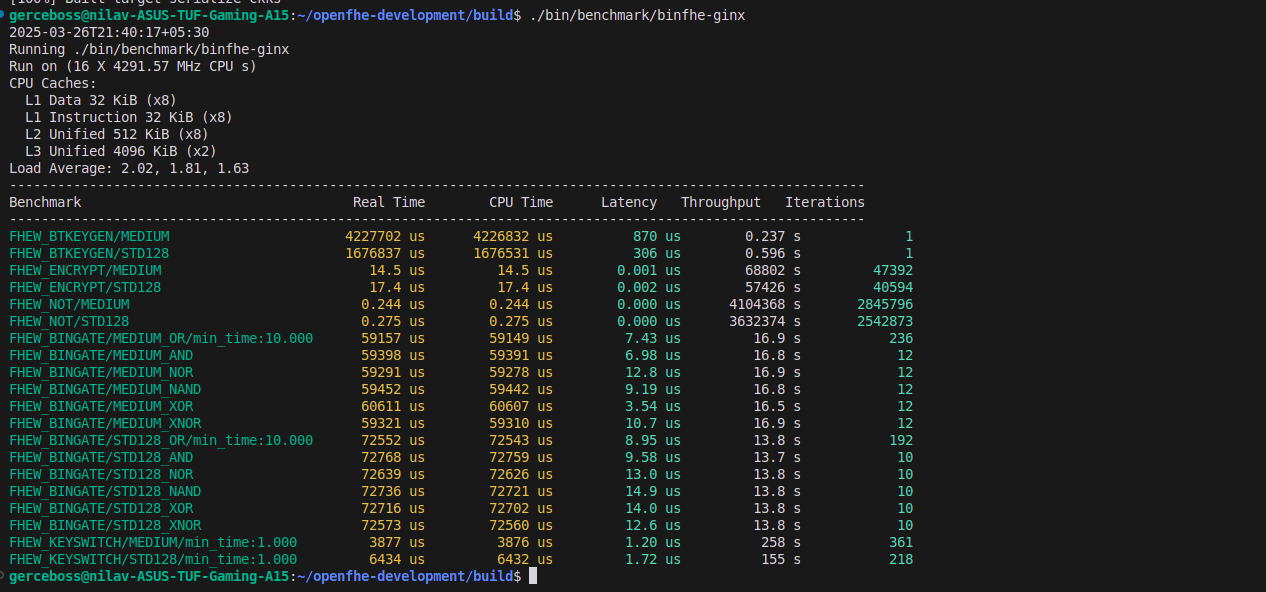 [100%] Built target serialize-ckks
gerceboss@nilav-ASUS-TUF-Gaming-A15:~/openfhe-development/build$ ./bin/benchmark/binfhe-ginx
2025-03-26T21:40:17+05:30
Running ./bin/benchmark/binfhe-ginx
Run on (16 X 4291.57 MHz CPU s)
CPU Caches:
  L1 Data 32 KiB (x8)
  L1 Instruction 32 KiB (x8)
  L2 Unified 512 KiB (x8)
  L3 Unified 4096 KiB (x2)
Load Average: 2.02, 1.81, 1.63
-----------------------------------------------------------------------------------------------------------
Benchmark                                  Real Time        CPU Time      Latency   Throughput   Iterations
-----------------------------------------------------------------------------------------------------------
FHEW_BTKEYGEN/MEDIUM                      4227702 us      4226832 us          870 us        0.237 s             1
FHEW_BTKEYGEN/STD128                      1676837 us      1676531 us          306 us        0.596 s             1
FHEW_ENCRYPT/MEDIUM                          14.5 us         14.5 us        0.001 us        68802 s         47392
FHEW_ENCRYPT/STD128                          17.4 us         17.4 us        0.002 us        57426 s         40594
FHEW_NOT/MEDIUM                             0.244 us        0.244 us        0.000 us      4104368 s       2845796
FHEW_NOT/STD128                             0.275 us        0.275 us        0.000 us      3632374 s       2542873
FHEW_BINGATE/MEDIUM_OR/min_time:10.000      59157 us        59149 us         7.43 us         16.9 s           236
FHEW_BINGATE/MEDIUM_AND                     59398 us        59391 us         6.98 us         16.8 s            12
FHEW_BINGATE/MEDIUM_NOR                     59291 us        59278 us         12.8 us         16.9 s            12
FHEW_BINGATE/MEDIUM_NAND                    59452 us        59442 us         9.19 us         16.8 s            12
FHEW_BINGATE/MEDIUM_XOR                     60611 us        60607 us         3.54 us         16.5 s            12
FHEW_BINGATE/MEDIUM_XNOR                    59321 us        59310 us         10.7 us         16.9 s            12
FHEW_BINGATE/STD128_OR/min_time:10.000      72552 us        72543 us         8.95 us         13.8 s           192
FHEW_BINGATE/STD128_AND                     72768 us        72759 us         9.58 us         13.7 s            10
FHEW_BINGATE/STD128_NOR                     72639 us        72626 us         13.0 us         13.8 s            10
FHEW_BINGATE/STD128_NAND                    72736 us        72721 us         14.9 us         13.8 s            10
FHEW_BINGATE/STD128_XOR                     72716 us        72702 us         14.0 us         13.8 s            10
FHEW_BINGATE/STD128_XNOR                    72573 us        72560 us         12.6 us         13.8 s            10
FHEW_KEYSWITCH/MEDIUM/min_time:1.000         3877 us         3876 us         1.20 us          258 s           361
FHEW_KEYSWITCH/STD128/min_time:1.000         6434 us         6432 us         1.72 us          155 s           218
gerceboss@nilav-ASUS-TUF-Gaming-A15:~/openfhe-development/build$